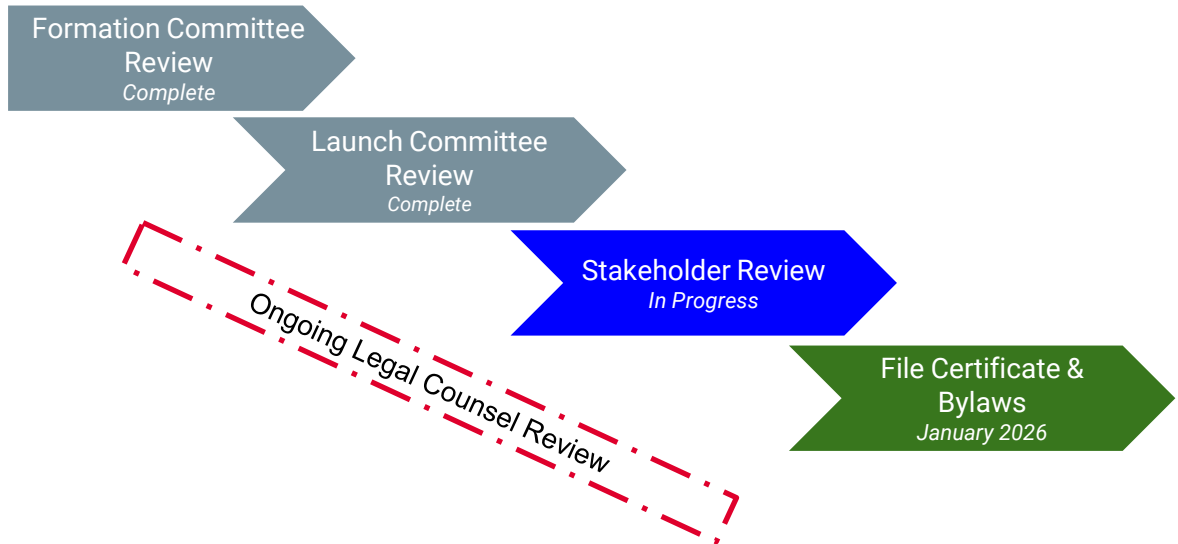 Formation Committee
Review
Complete
Launch Committee
Review
Complete
Stakeholder Review
In Progress
Ongoing Legal Counsel Review
File Certificate &
Bylaws
January 2026